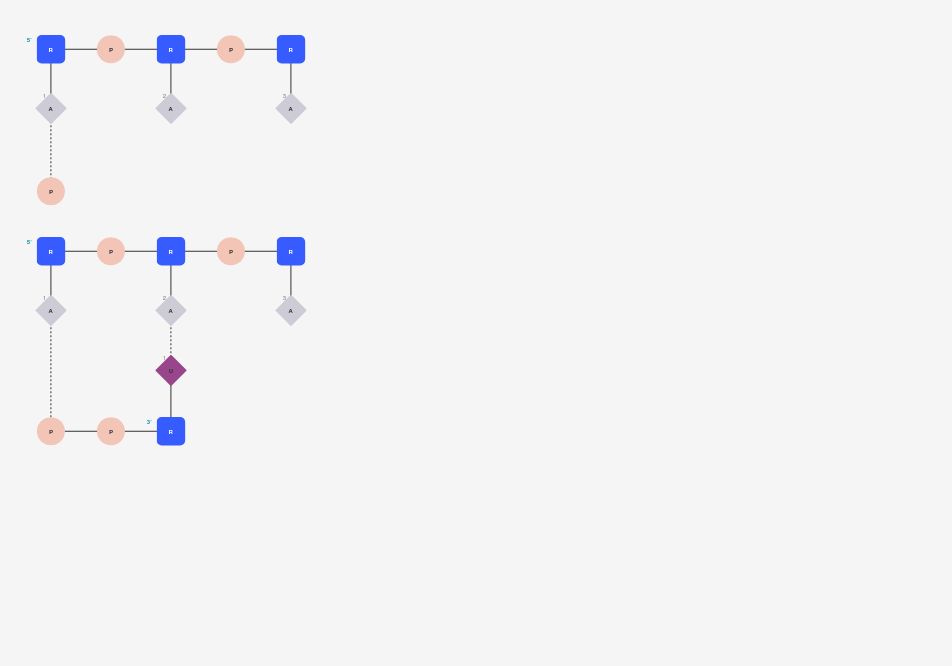 5' R P R P R
1 2 3
A A A
P
5' R P R P R
1 2 3
A A A
1
U
3'
P P R